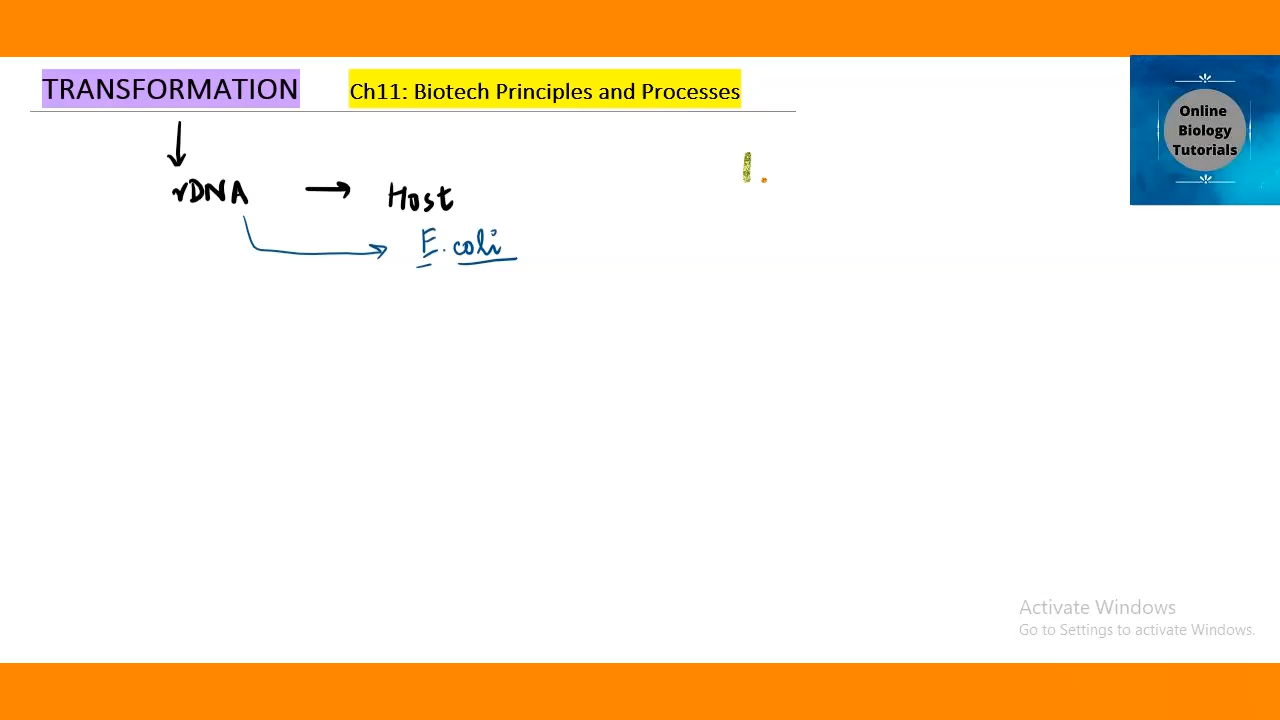 TRANSFORMATION Ch11: Biotech Principles and Processes
Online
Biology
Tutorials
rDNA → Host
E. coli
1.
Activate Windows
Go to Settings to activate Windows.